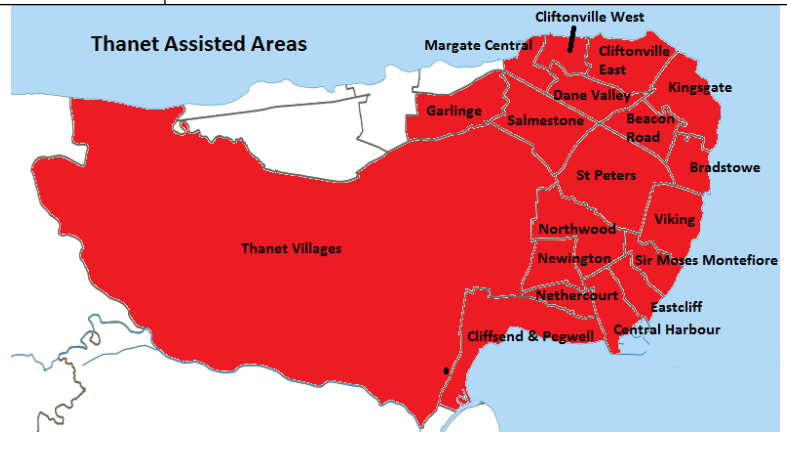 Cliftonville West
Thanet Assisted Areas
Margate Central
Cliftonville
East
Kingsgate
Dane Valley
Garlinge
Salmestone
Beacon
Road
Bradstowe
St Peters
Viking
Northwood
Thanet Villages
Newington
Sir Moses Montefiore
Nethercourt
Eastcliff
Central Harbour
Cliffsend & Pegwell